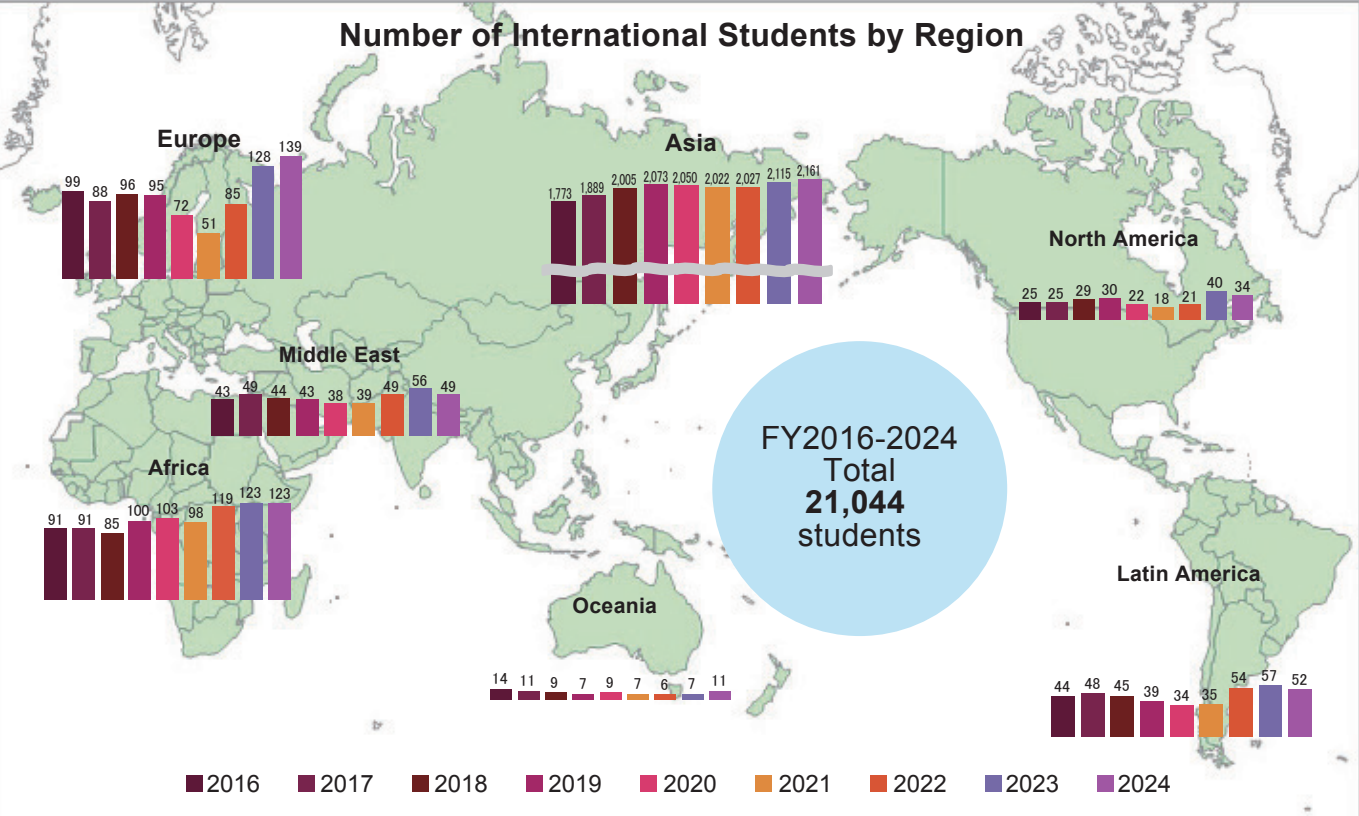 Number of International Students by Region
Europe
99 88 96 95 72 51 85 128 139
Asia
1,773 1,889 2,005 2,073 2,050 2,022 2,027 2,115 2,161
North America
25 25 29 30 22 18 21 40 34
Middle East
43 49 44 43 38 39 49 56 49
Africa
91 91 85 100 103 98 119 123 123
FY2016-2024
Total
21,044
students
Oceania
14 11 9 7 9 7 6 7 11
Latin America
44 48 45 39 34 35 54 57 52
2016 2017 2018 2019 2020 2021 2022 2023 2024